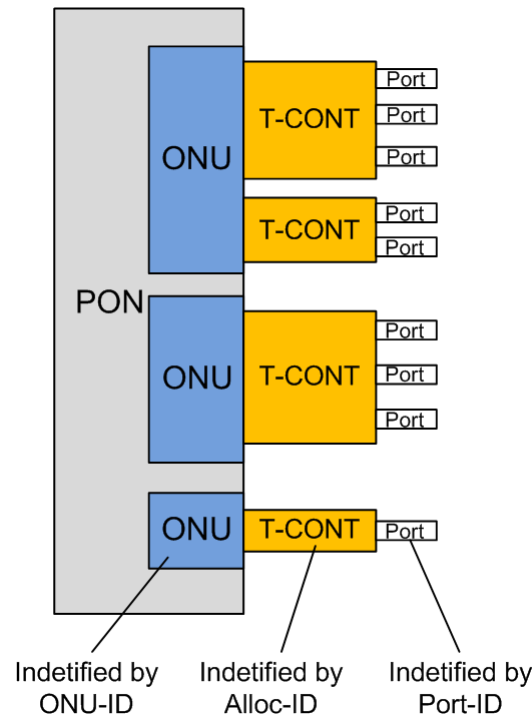 Port
T-CONT
Port
ONU
Port
Port
T-CONT
Port
PON
Port
ONU
T-CONT
Port
Port
ONU
T-CONT
Port
Indetified by
ONU-ID
Indetified by
Alloc-ID
Indetified by
Port-ID